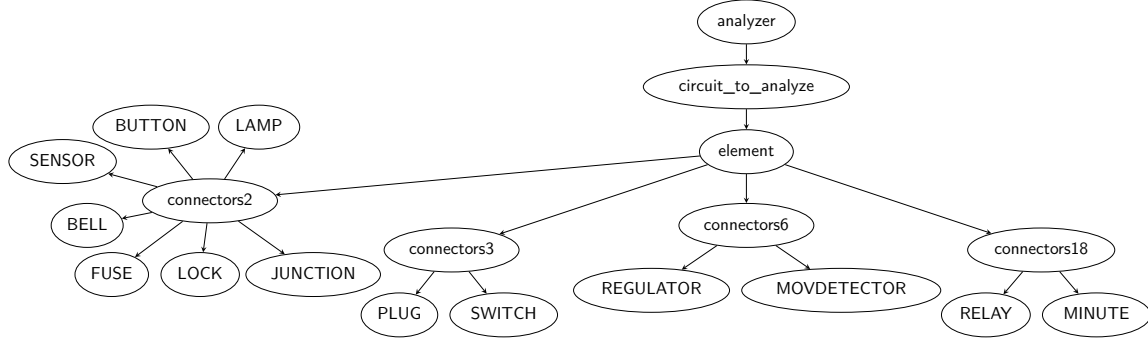 analyzer
circuit_to_analyze
BUTTON
LAMP
SENSOR
element
connectors2
BELL
connectors6
connectors3
connectors18
FUSE
LOCK
JUNCTION
REGULATOR
MOVDETECTOR
PLUG
SWITCH
RELAY
MINUTE